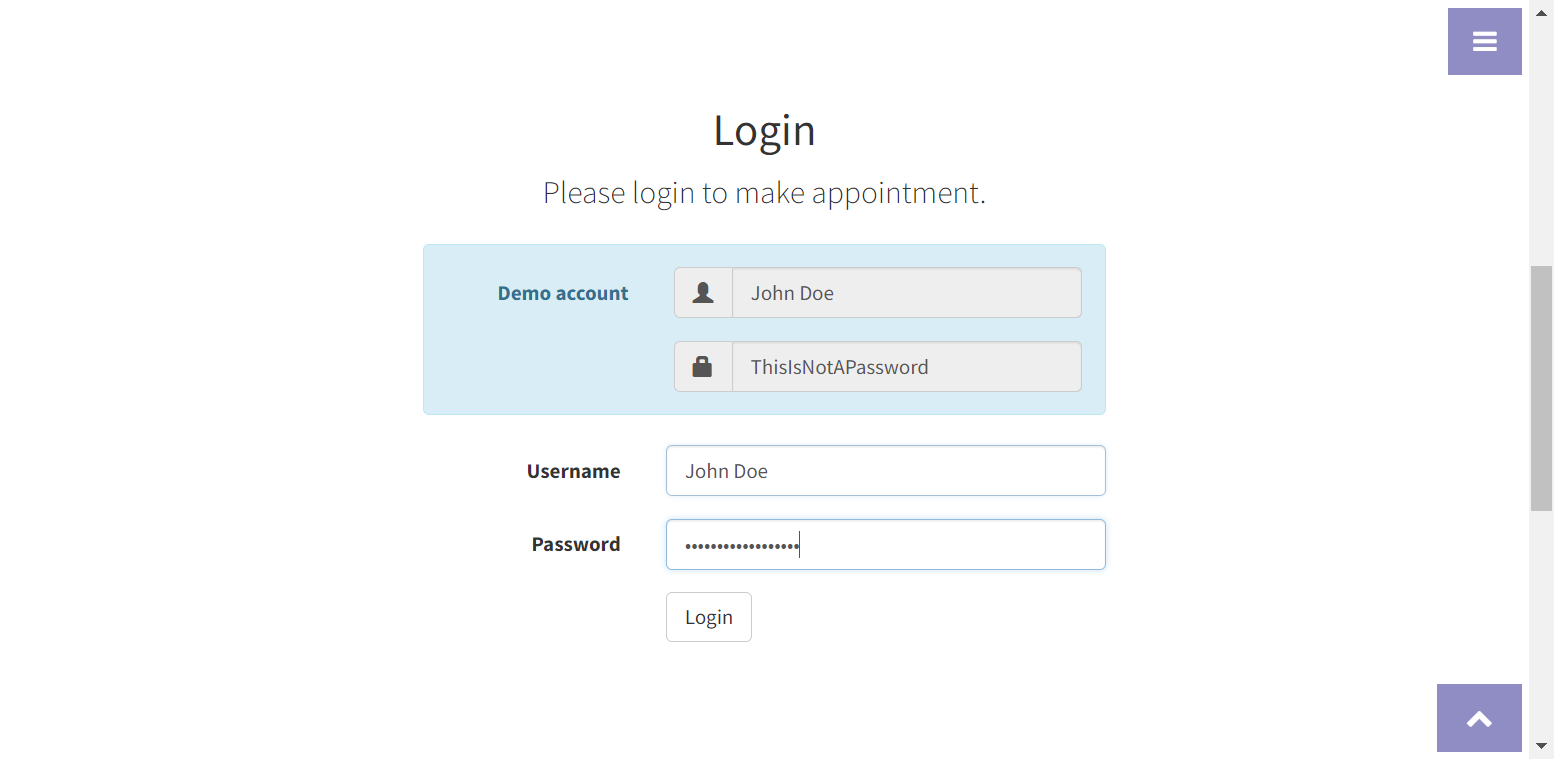 Login
Please login to make appointment.
Demo account
John Doe
ThisIsNotAPassword
Username
John Doe
Password
••••••••••••••••••
Login